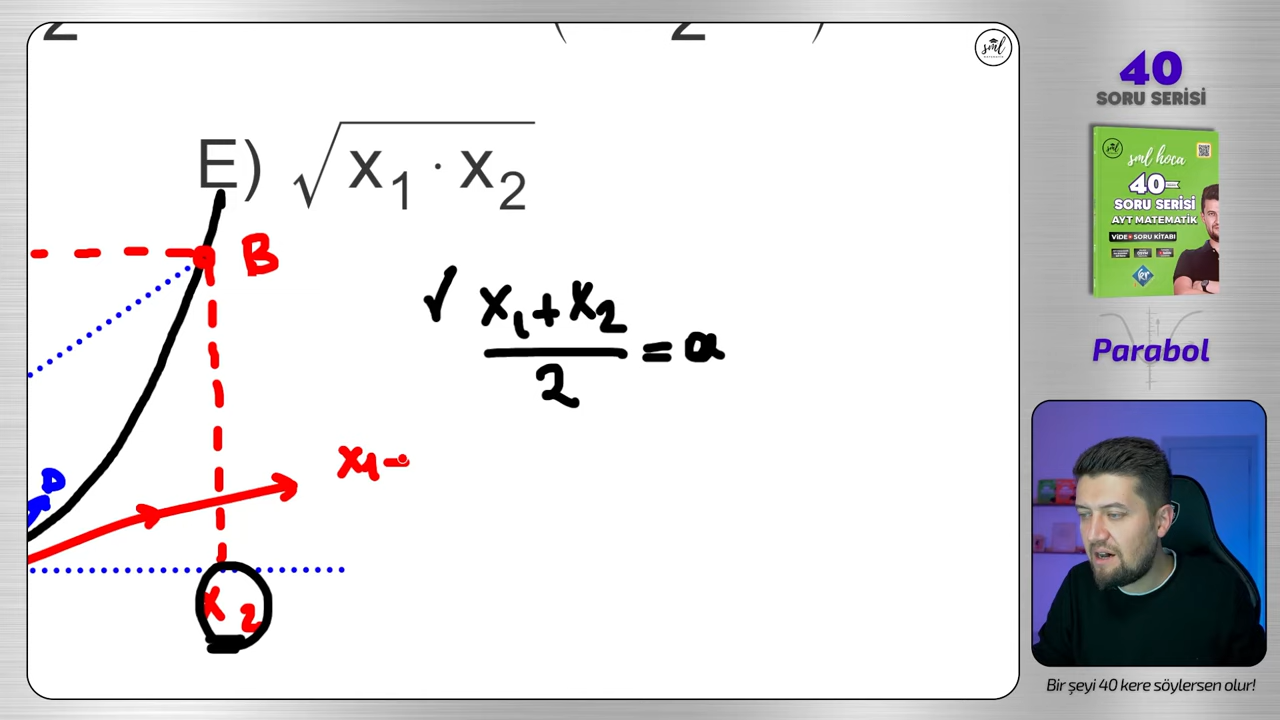 E) √x₁ · x₂
B
✓ x₁+x₂ / 2 = a
x₁-
x₂
sml
40
SORU SERİSİ
sml hoca
40
SORU SERİSİ
AYT MATEMATİK
VİDEO SORU KİTABI
Parabol
Bir şeyi 40 kere söylersen olur!